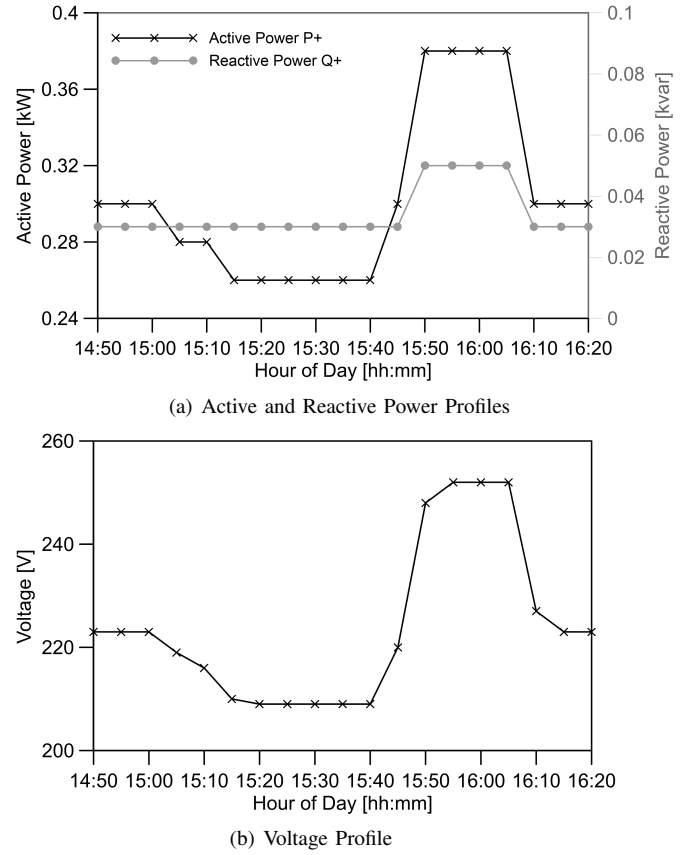 0.4
0.36
0.32
0.28
0.24
Active Power [kW]
Active Power P+
Reactive Power Q+
0.1
0.08
0.06
0.04
0.02
0
Reactive Power [kvar]
14:50 15:00 15:10 15:20 15:30 15:40 15:50 16:00 16:10 16:20
Hour of Day [hh:mm]
(a) Active and Reactive Power Profiles
260
240
220
200
Voltage [V]
14:50 15:00 15:10 15:20 15:30 15:40 15:50 16:00 16:10 16:20
Hour of Day [hh:mm]
(b) Voltage Profile